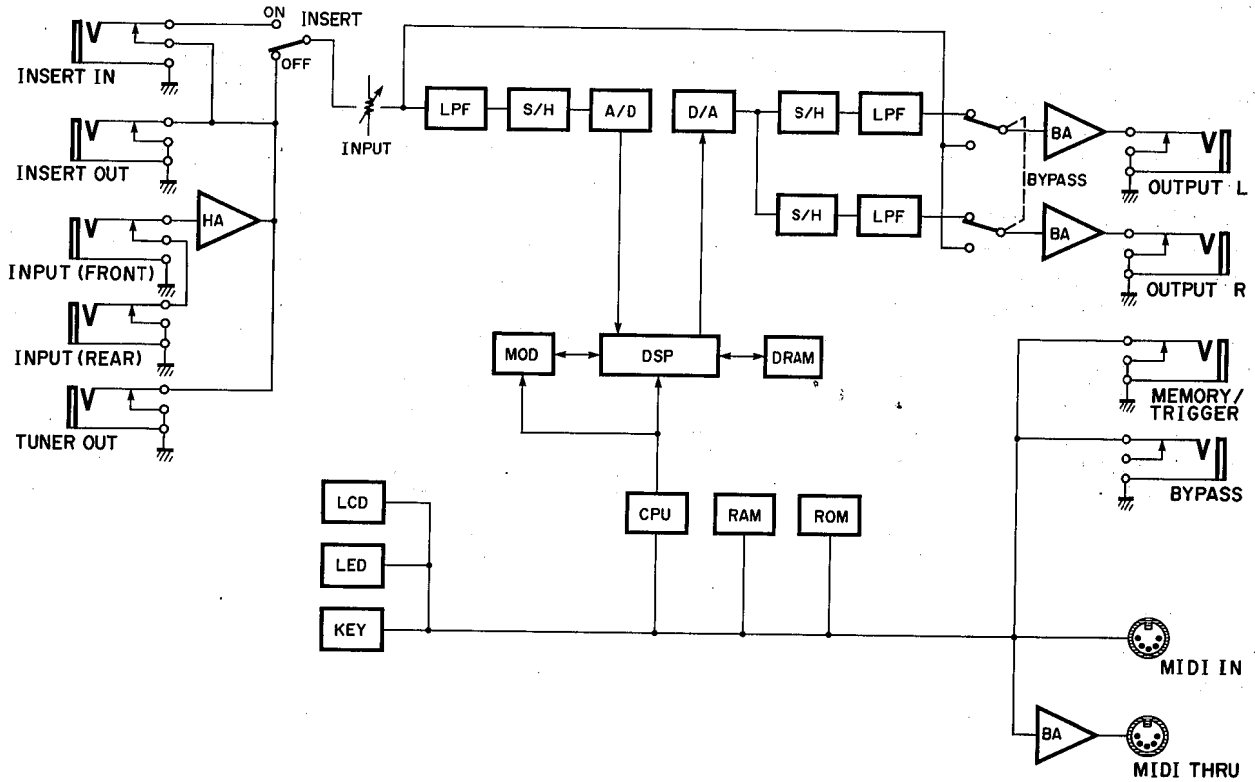 ON
INSERT
OFF
INSERT IN
INPUT
LPF
S/H
A/D
D/A
S/H
LPF
BA
OUTPUT L
INSERT OUT
BYPASS
HA
S/H
LPF
BA
OUTPUT R
INPUT (FRONT)
INPUT (REAR)
TUNER OUT
MOD
DSP
DRAM
MEMORY/
TRIGGER
BYPASS
LCD
LED
KEY
CPU
RAM
ROM
MIDI IN
BA
MIDI THRU